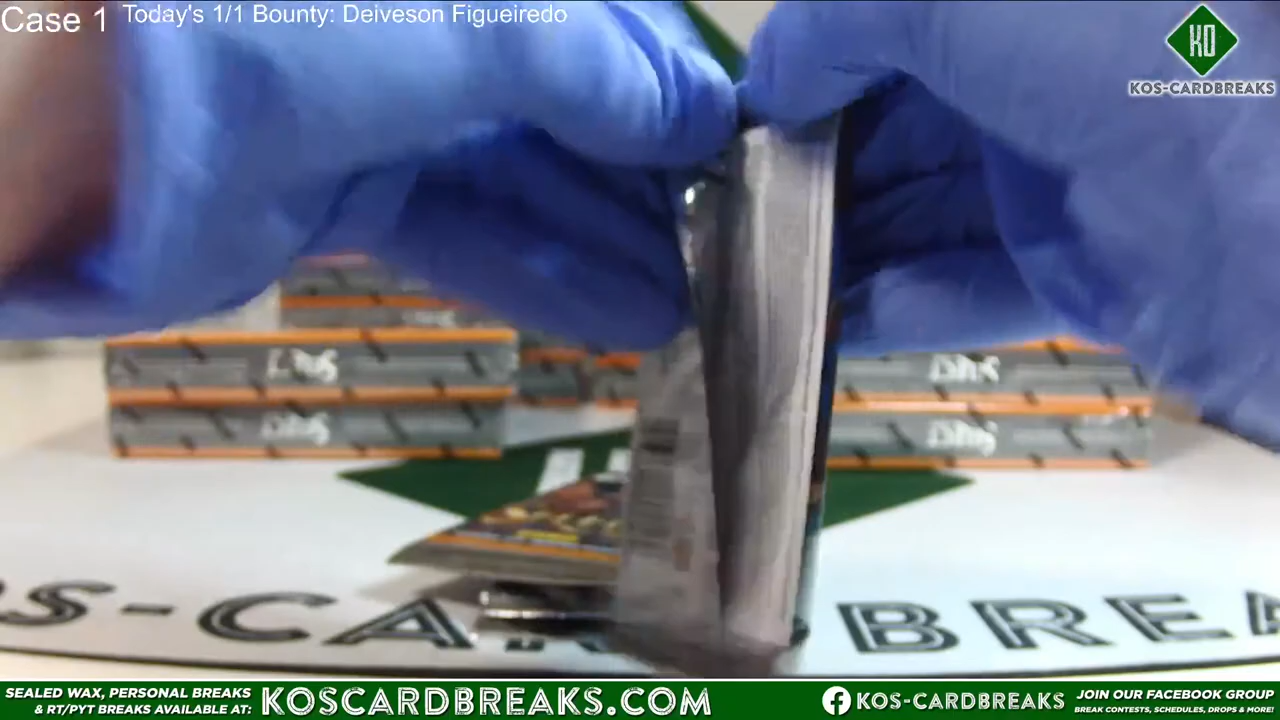 Case 1
Today's 1/1 Bounty: Deiveson Figueiredo
KO
KOS-CARDBREAKS
SEALED WAX, PERSONAL BREAKS
& RT/PYT BREAKS AVAILABLE AT:
KOSCARDBREAKS.COM
KOS-CARDBREAKS
JOIN OUR FACEBOOK GROUP
BREAK CONTESTS, SCHEDULES, DROPS & MORE!